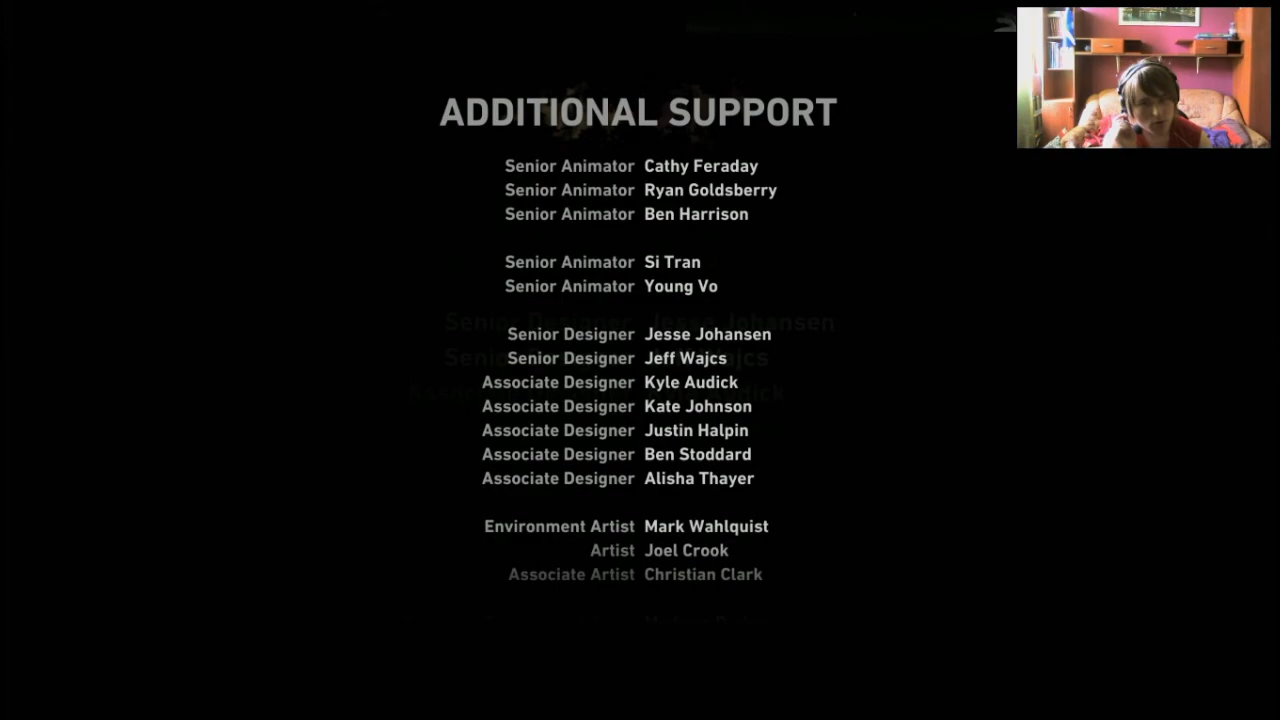 ADDITIONAL SUPPORT
Senior Animator Cathy Feraday
Senior Animator Ryan Goldsberry
Senior Animator Ben Harrison
Senior Animator Si Tran
Senior Animator Young Vo
Senior Designer Jesse Johansen
Senior Designer Jeff Wajcs
Associate Designer Kyle Audick
Associate Designer Kate Johnson
Associate Designer Justin Halpin
Associate Designer Ben Stoddard
Associate Designer Alisha Thayer
Environment Artist Mark Wahlquist
Artist Joel Crook
Associate Artist Christian Clark